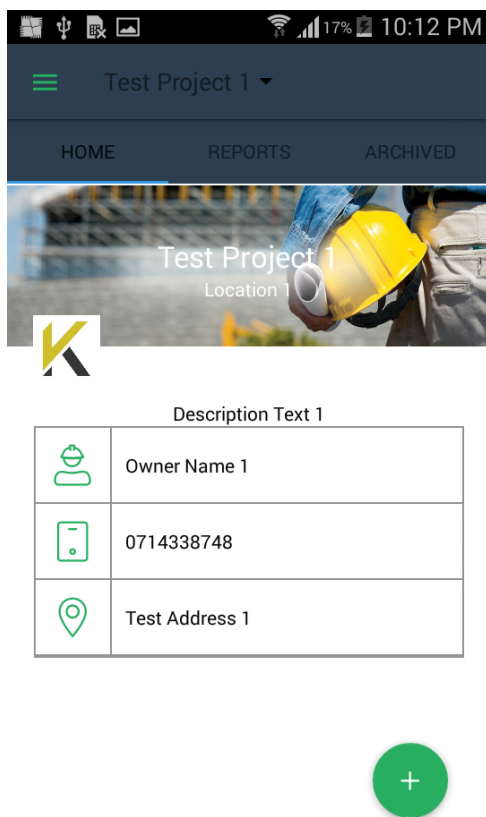 17% 10:12 PM
Test Project 1
HOME REPORTS ARCHIVED
Test Project 1
Location 1
K
Description Text 1
Owner Name 1
0714338748
Test Address 1
+